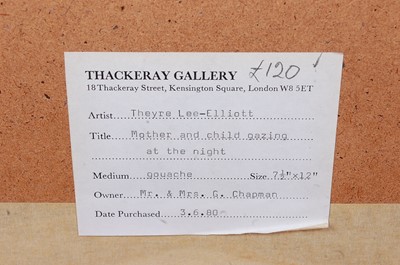 THACKERAY GALLERY £120
18 Thackeray Street, Kensington Square, London W8 5ET
Artist Theyre Lee-Elliott
Title Mother and child gazing
at the night
Medium gouache Size 7½"x12"
Owner Mr. & Mrs. G. Chapman
Date Purchased 3.6.80